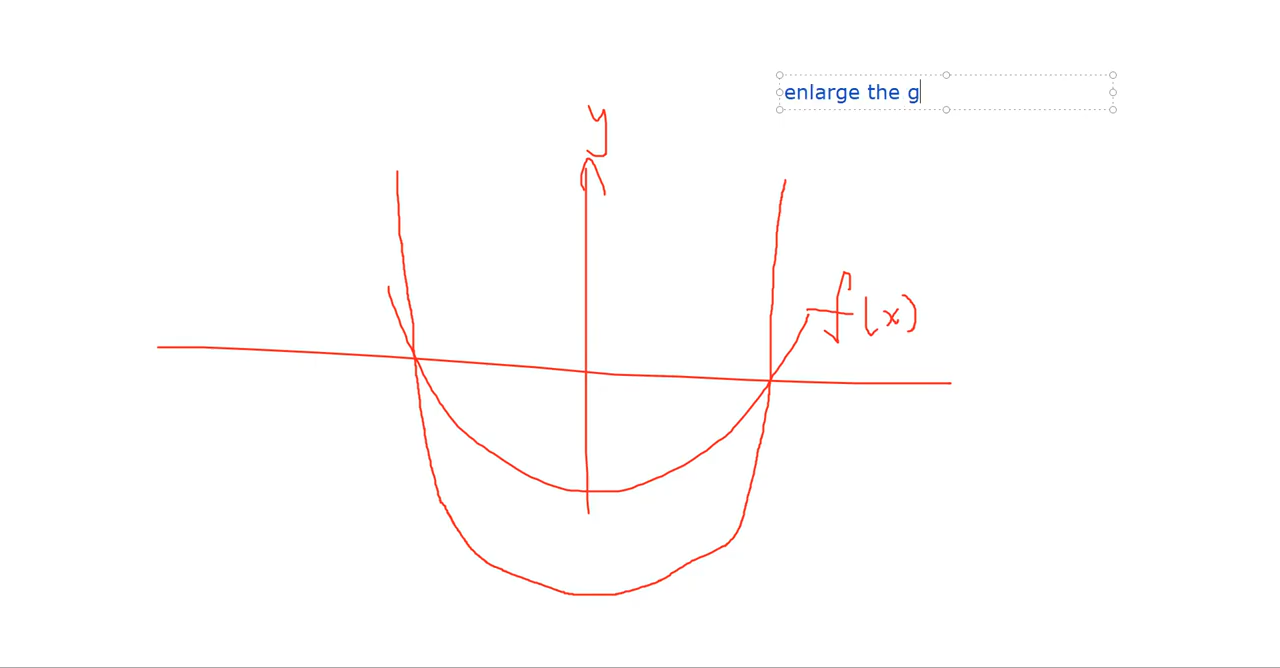 enlarge the g
y
f(x)